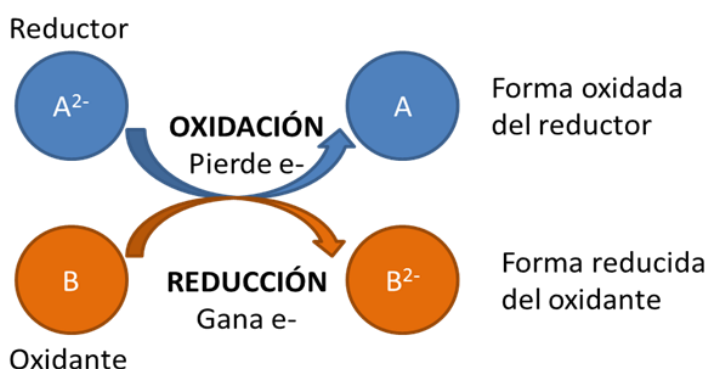 Reductor
A²⁻
OXIDACIÓN
Pierde e-
A
Forma oxidada
del reductor
B
REDUCCIÓN
Gana e-
B²⁻
Forma reducida
del oxidante
Oxidante